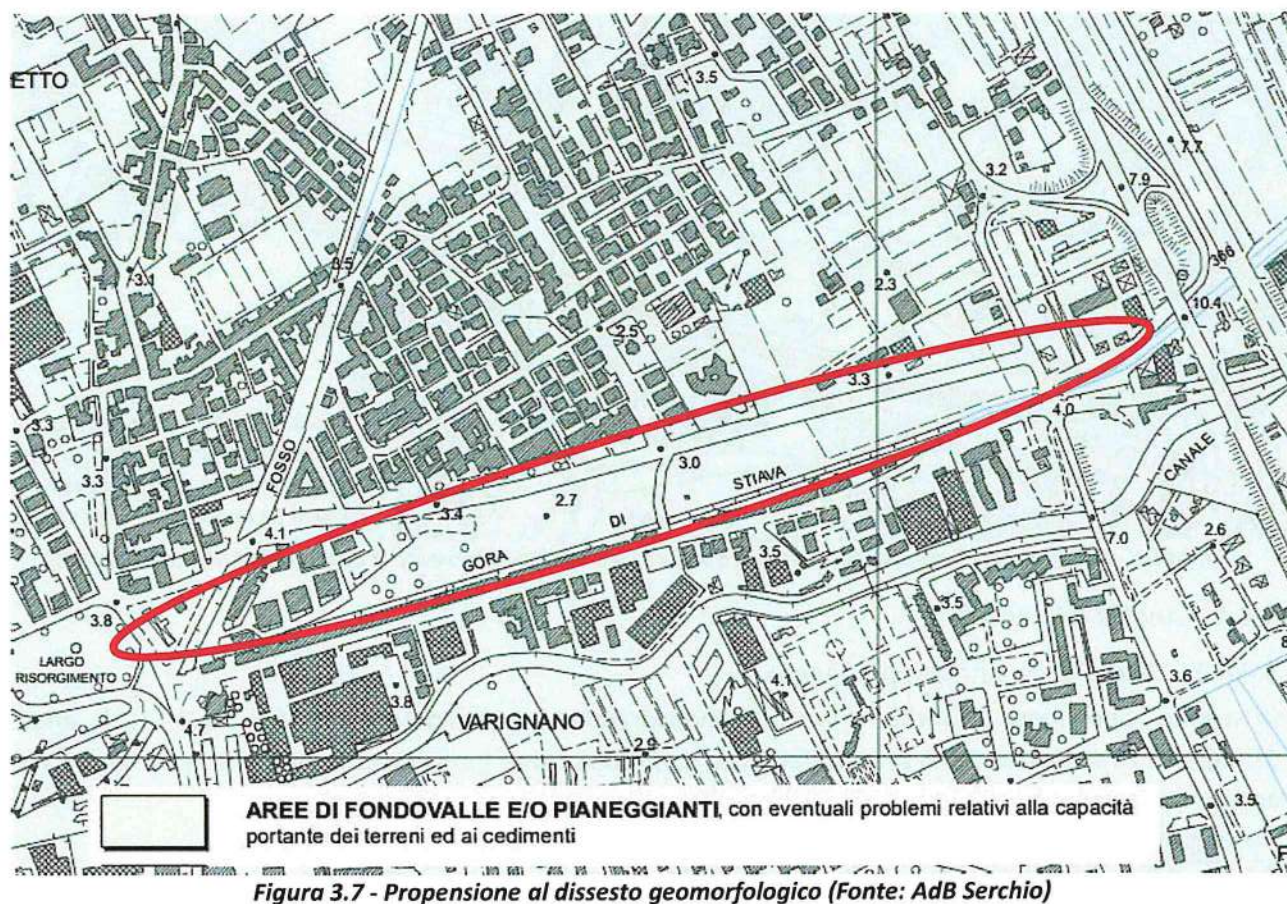 ETTO
3.5
7.7
3.2
7.9
366
3.1
3.5
2.3
10.4
2.5
3.3
4.0
3.3
3.3
FOSSO
3.0
STIAVA
CANALE
3.4
2.7
DI
4.1
GORA
3.5
7.0
2.6
3.8
3.5
LARGO
RISORGIMENTO
4.1
3.6
3.8
4.7
VARIGNANO
2.9
3.5
AREE DI FONDOVALLE E/O PIANEGGIANTI, con eventuali problemi relativi alla capacità
portante dei terreni ed ai cedimenti
Figura 3.7 - Propensione al dissesto geomorfologico (Fonte: AdB Serchio)